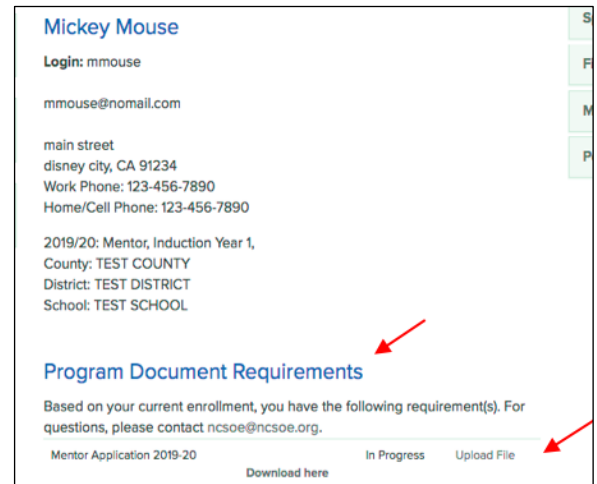 Mickey Mouse
Login: mmouse
mmouse@nomail.com
main street
disney city, CA 91234
Work Phone: 123-456-7890
Home/Cell Phone: 123-456-7890
2019/20: Mentor, Induction Year 1,
County: TEST COUNTY
District: TEST DISTRICT
School: TEST SCHOOL
Program Document Requirements
Based on your current enrollment, you have the following requirement(s). For
questions, please contact ncsoe@ncsoe.org.
Mentor Application 2019-20 In Progress Upload File
Download here